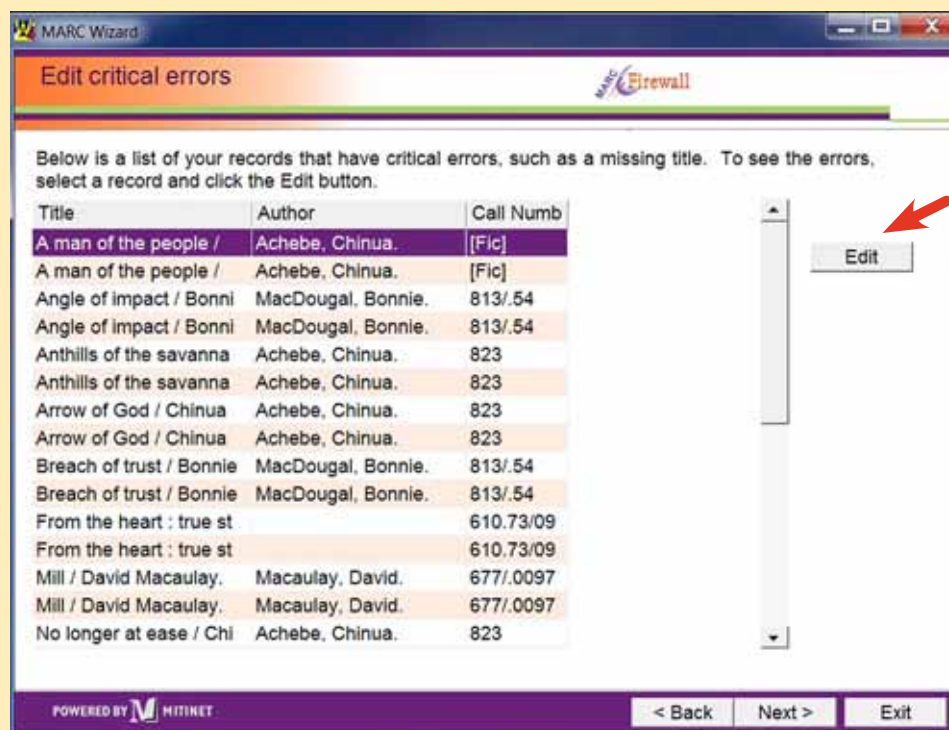 MARC Wizard
Edit critical errors
MARC Firewall
Below is a list of your records that have critical errors, such as a missing title. To see the errors,
select a record and click the Edit button.
Title Author Call Numb
A man of the people / Achebe, Chinua. [Fic]
A man of the people / Achebe, Chinua. [Fic]
Angle of impact / Bonni MacDougal, Bonnie. 813/.54
Angle of impact / Bonni MacDougal, Bonnie. 813/.54
Anthills of the savanna Achebe, Chinua. 823
Anthills of the savanna Achebe, Chinua. 823
Arrow of God / Chinua Achebe, Chinua. 823
Arrow of God / Chinua Achebe, Chinua. 823
Breach of trust / Bonnie MacDougal, Bonnie. 813/.54
Breach of trust / Bonnie MacDougal, Bonnie. 813/.54
From the heart : true st 610.73/09
From the heart : true st 610.73/09
Mill / David Macaulay. Macaulay, David. 677/.0097
Mill / David Macaulay. Macaulay, David. 677/.0097
No longer at ease / Chi Achebe, Chinua. 823
Edit
POWERED BY M MITINET
< Back Next > Exit